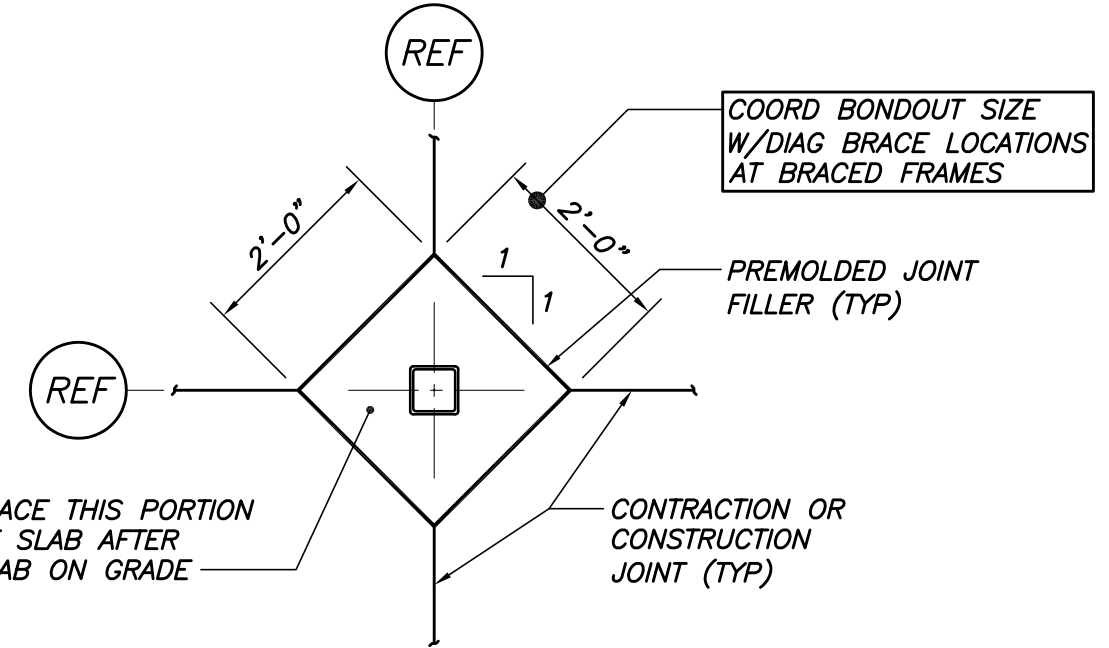 REF
COORD BONDOUT SIZE
W/DIAG BRACE LOCATIONS
AT BRACED FRAMES
2'-0"
2'-0"
1
1
PREMOLDED JOINT
FILLER (TYP)
REF
THIS PORTION
SLAB AFTER
ON GRADE
CONTRACTION OR
CONSTRUCTION
JOINT (TYP)